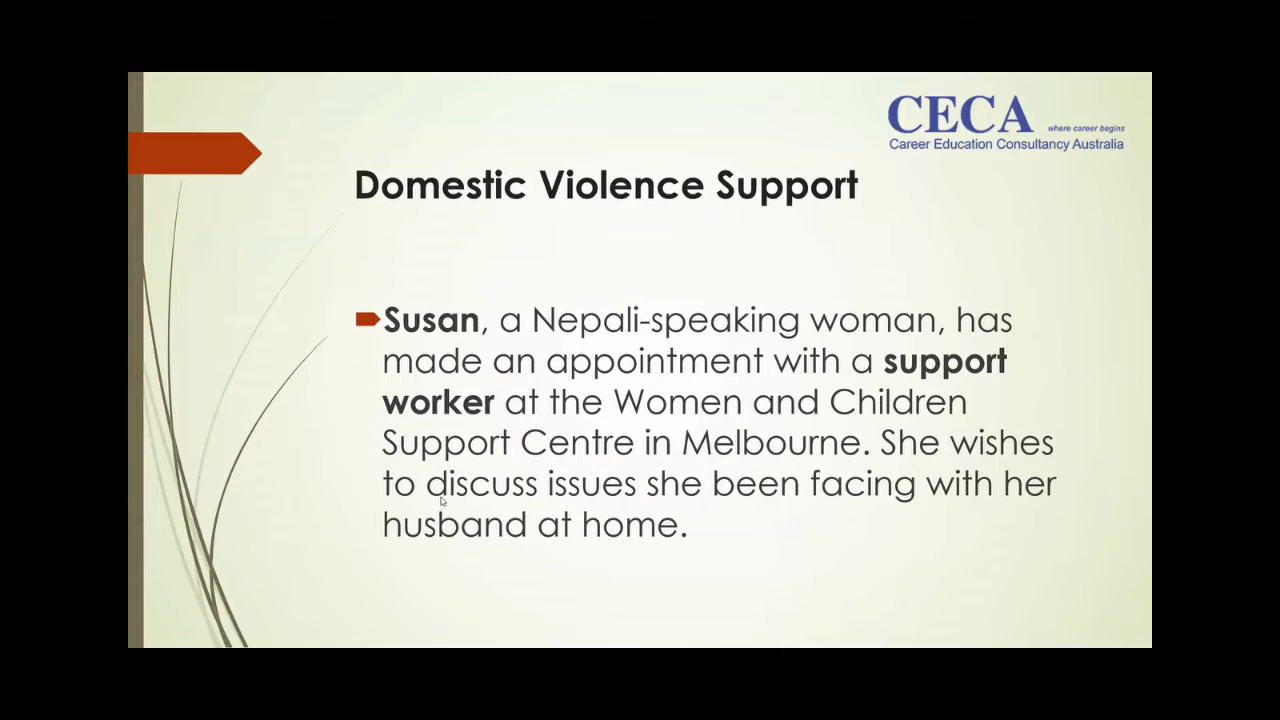 CECA where career begins
Career Education Consultancy Australia
Domestic Violence Support
Susan, a Nepali-speaking woman, has
made an appointment with a support
worker at the Women and Children
Support Centre in Melbourne. She wishes
to discuss issues she been facing with her
husband at home.